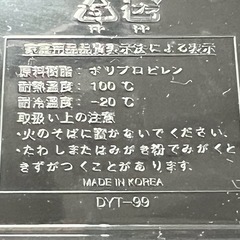 家庭用品品質表示法による表示
原料樹脂：ポリプロピレン
耐熱温度：100℃
耐冷温度：-20℃
取扱い上の注意
・火のそばに置かないでください。
・たわしまたはみがき粉でみがくと
きずがつくことがあります。
MADE IN KOREA
DYT-99